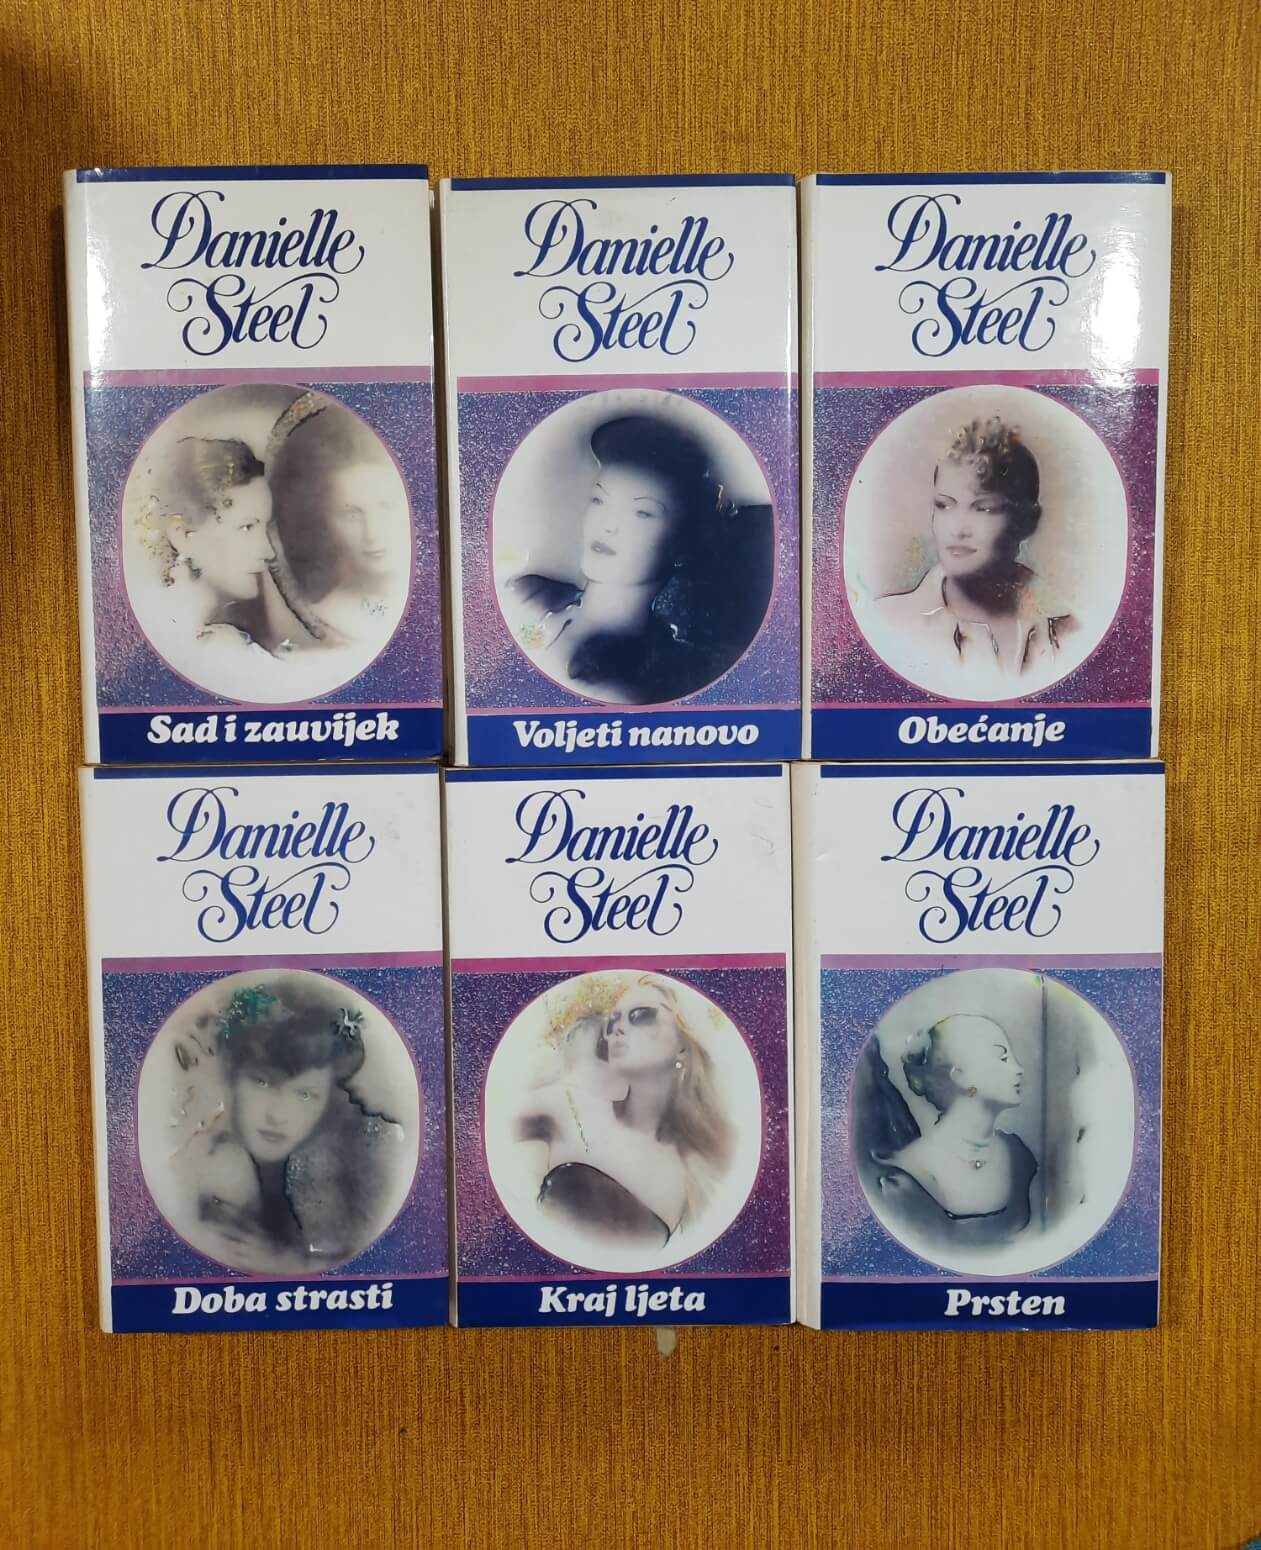 Danielle
Steel
Sad i zauvijek
Danielle
Steel
Voljeti nanovo
Danielle
Steel
Obećanje
Danielle
Steel
Doba strasti
Danielle
Steel
Kraj ljeta
Danielle
Steel
Prsten